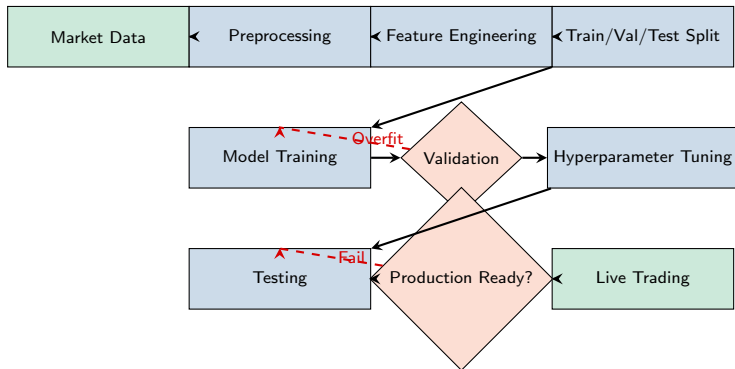 Market Data
Preprocessing
Feature Engineering
Train/Val/Test Split
Overfit
Model Training
Validation
Hyperparameter Tuning
Fail
Testing
Production Ready?
Live Trading